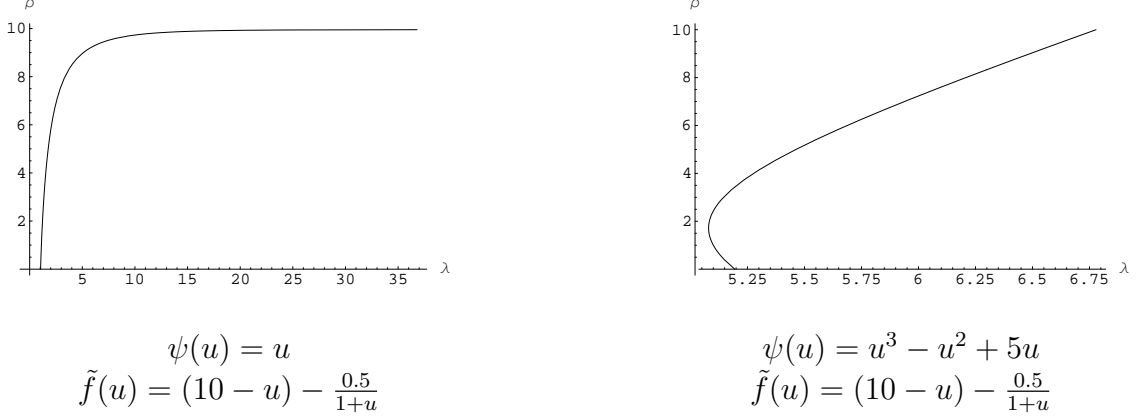 ρ
10
8
6
4
2
5 10 15 20 25 30 35 λ
ψ(u) = u
f̃(u) = (10 − u) − 0.5/(1+u)
ρ
10
8
6
4
2
5.25 5.5 5.75 6 6.25 6.5 6.75 λ
ψ(u) = u³ − u² + 5u
f̃(u) = (10 − u) − 0.5/(1+u)